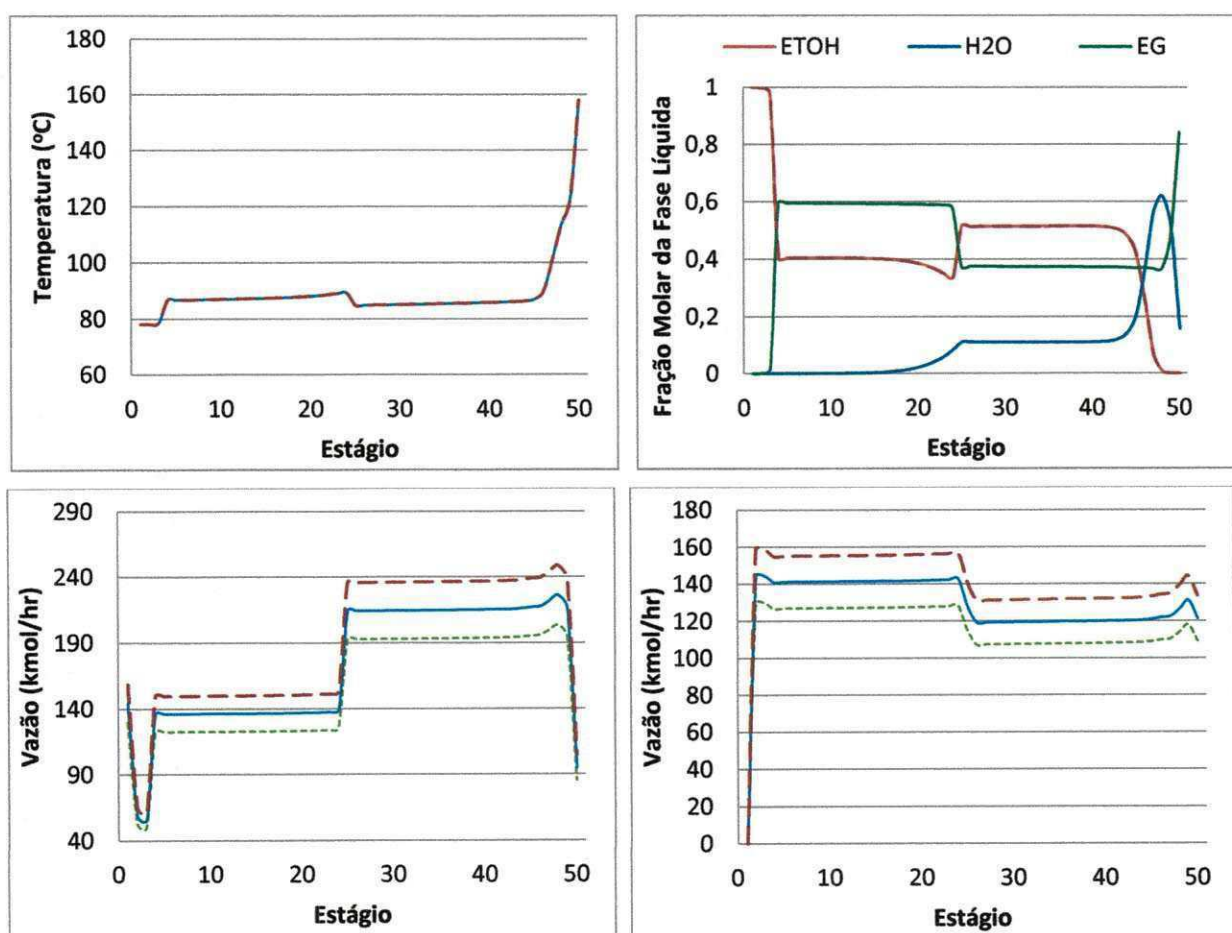 Temperatura (ºC)
180
160
140
120
100
80
60
0 10 20 30 40 50
Estágio
ETOH H2O EG
Fração Molar da Fase Líquida
1
0,8
0,6
0,4
0,2
0
0 10 20 30 40 50
Estágio
Vazão (kmol/hr)
290
240
190
140
90
40
0 10 20 30 40 50
Estágio
Vazão (kmol/hr)
180
160
140
120
100
80
60
40
20
0
0 10 20 30 40 50
Estágio